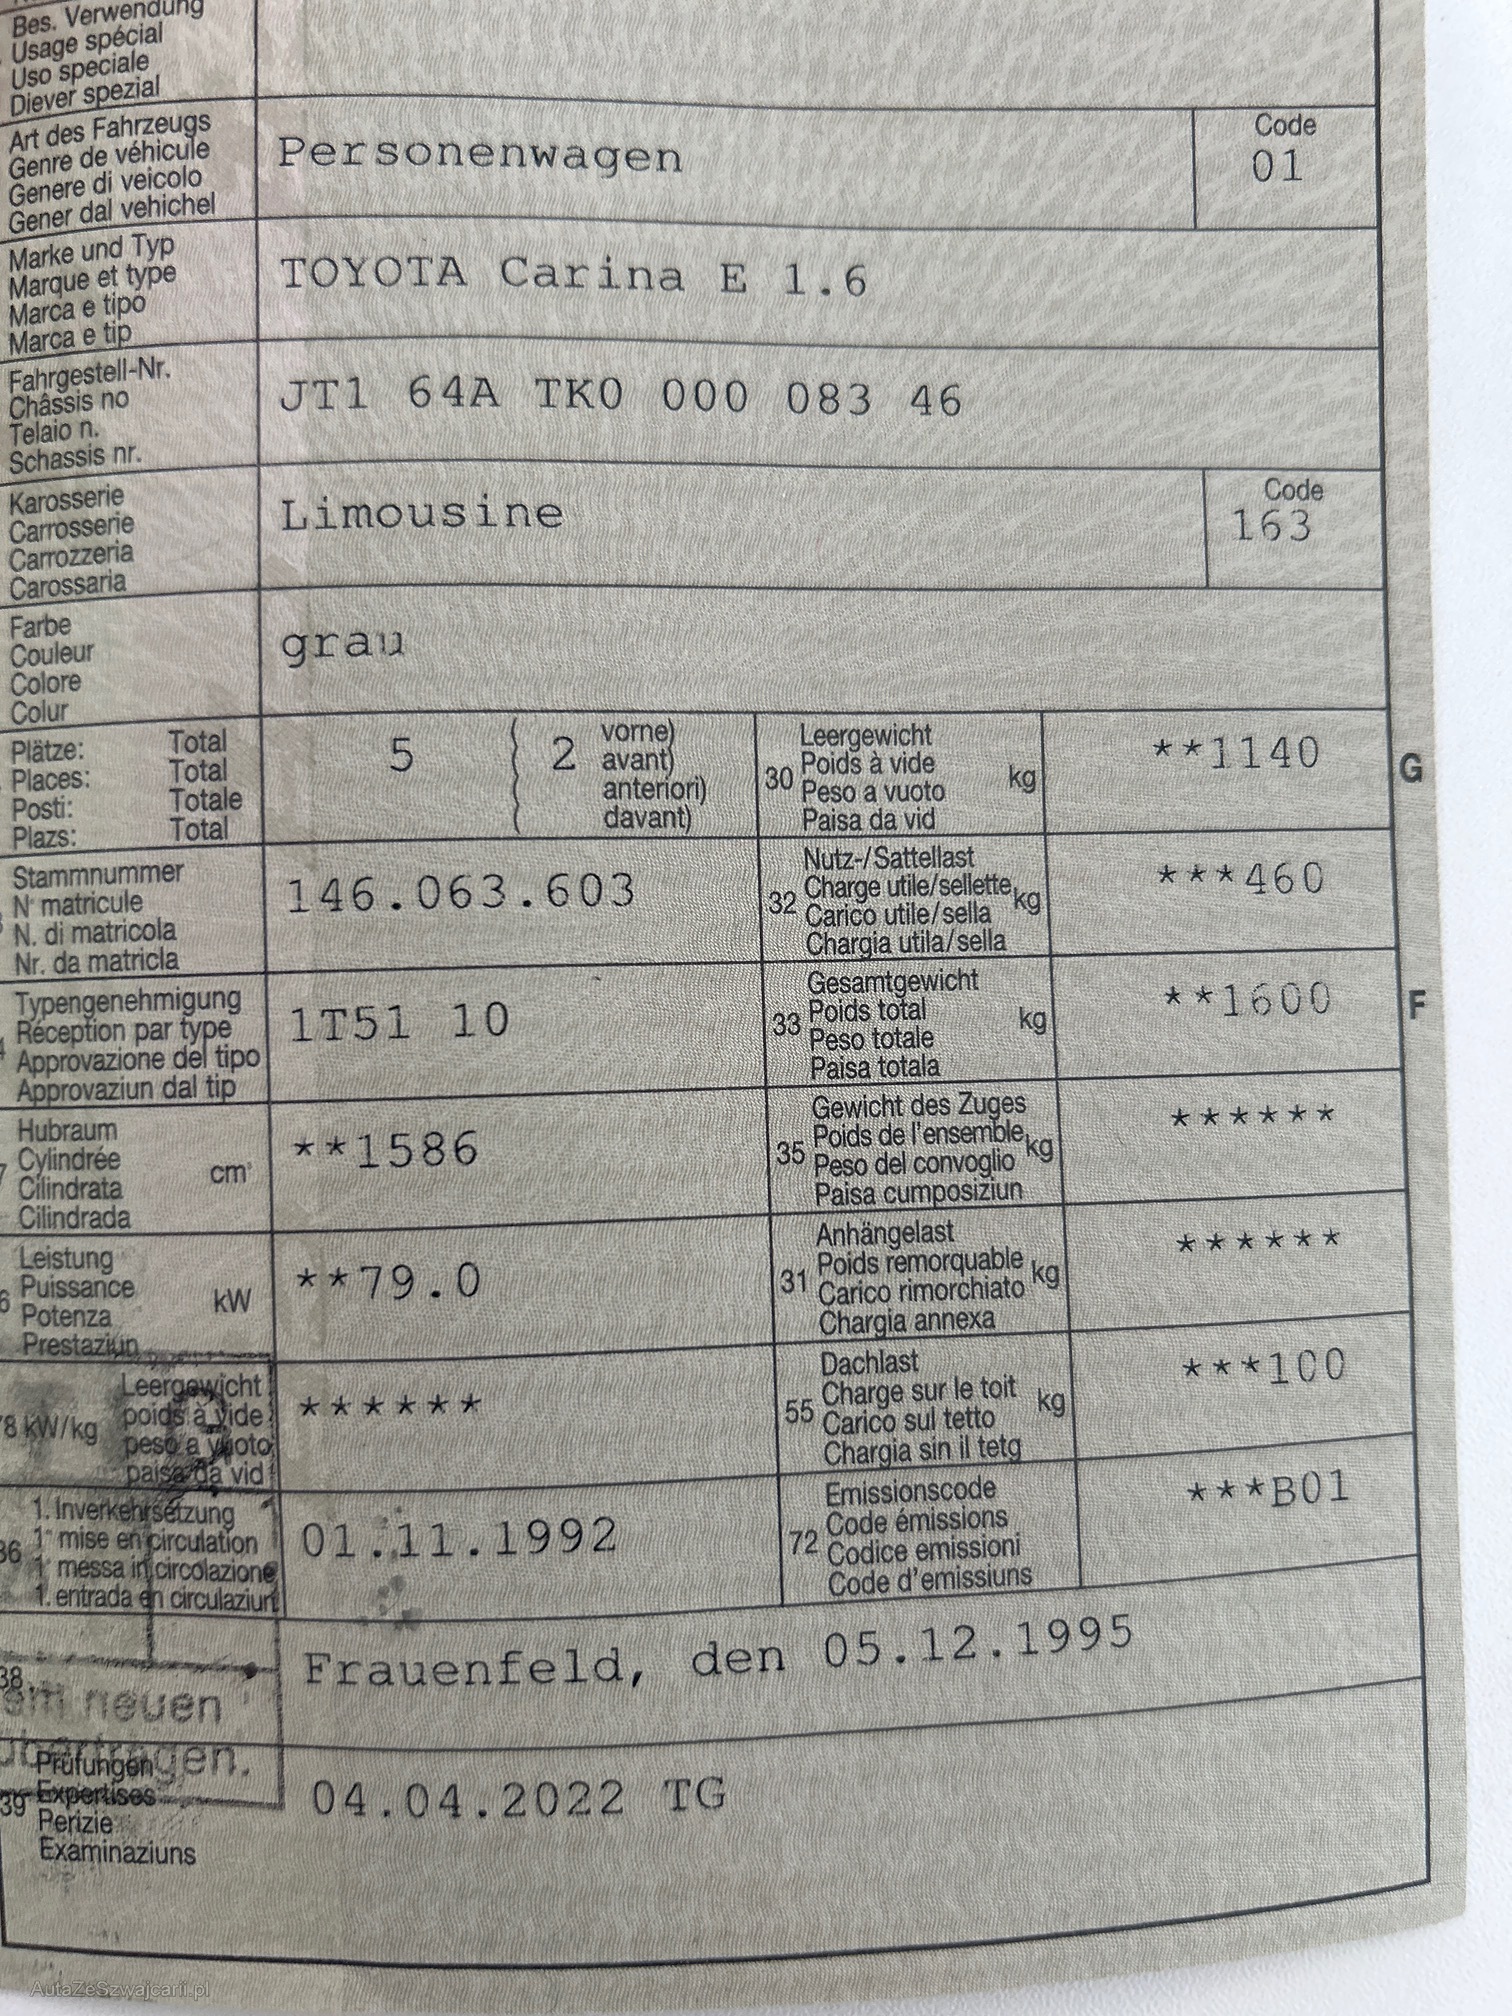 Bes. Verwendung
Usage spécial
Uso speciale
Diever spezial
Art des Fahrzeugs
Genre de véhicule
Genere di veicolo
Gener dal vehichel
Personenwagen
Code
01
Marke und Typ
Marque et type
Marca e tipo
Marca e tip
TOYOTA Carina E 1.6
Fahrgestell-Nr.
Châssis no
Telaio n.
Schassis nr.
JT1 64A TK0 000 083 46
Karosserie
Carrosserie
Carrozzeria
Carossaria
Limousine
Code
163
Farbe
Couleur
Colore
Colur
grau
Plätze: Total
Places: Total
Posti: Totale
Plazs: Total
5
2
vorne)
avant)
anteriori)
davant)
30
Leergewicht
Poids à vide
Peso a vuoto
Paisa da vid
kg
**1140
G
Stammnummer
N° matricule
N. di matricola
Nr. da matricla
146.063.603
32
Nutz-/Sattellast
Charge utile/sellette
Carico utile/sella
Chargia utila/sella
kg
***460
Typengenehmigung
Réception par type
Approvazione del tipo
Approvaziun dal tip
1T51 10
33
Gesamtgewicht
Poids total
Peso totale
Paisa totala
kg
**1600
F
Hubraum
Cylindrée
Cilindrata
Cilindrada
cm³
**1586
35
Gewicht des Zuges
Poids de l'ensemble
Peso del convoglio
Paisa cumposiziun
kg
******
Leistung
Puissance
Potenza
Prestaziun
kW
**79.0
31
Anhängelast
Poids remorquable
Carico rimorchiato
Chargia annexa
kg
******
8 kW/kg
Leergewicht
poids à vide
peso a vuoto
paisa da vid
******
55
Dachlast
Charge sur le toit
Carico sul tetto
Chargia sin il tetg
kg
***100
36
1. Inverkehrsetzung
1e mise en circulation
1a messa in circolazione
1. entrada en circulaziun
01.11.1992
72
Emissionscode
Code émissions
Codice emissioni
Code d'emissiuns
***B01
38
Frauenfeld, den 05.12.1995
neuen
übertragen.
39
Prüfungen
Expertises
Perizie
Examinaziuns
04.04.2022 TG
AutaZeSzwajcarii.pl